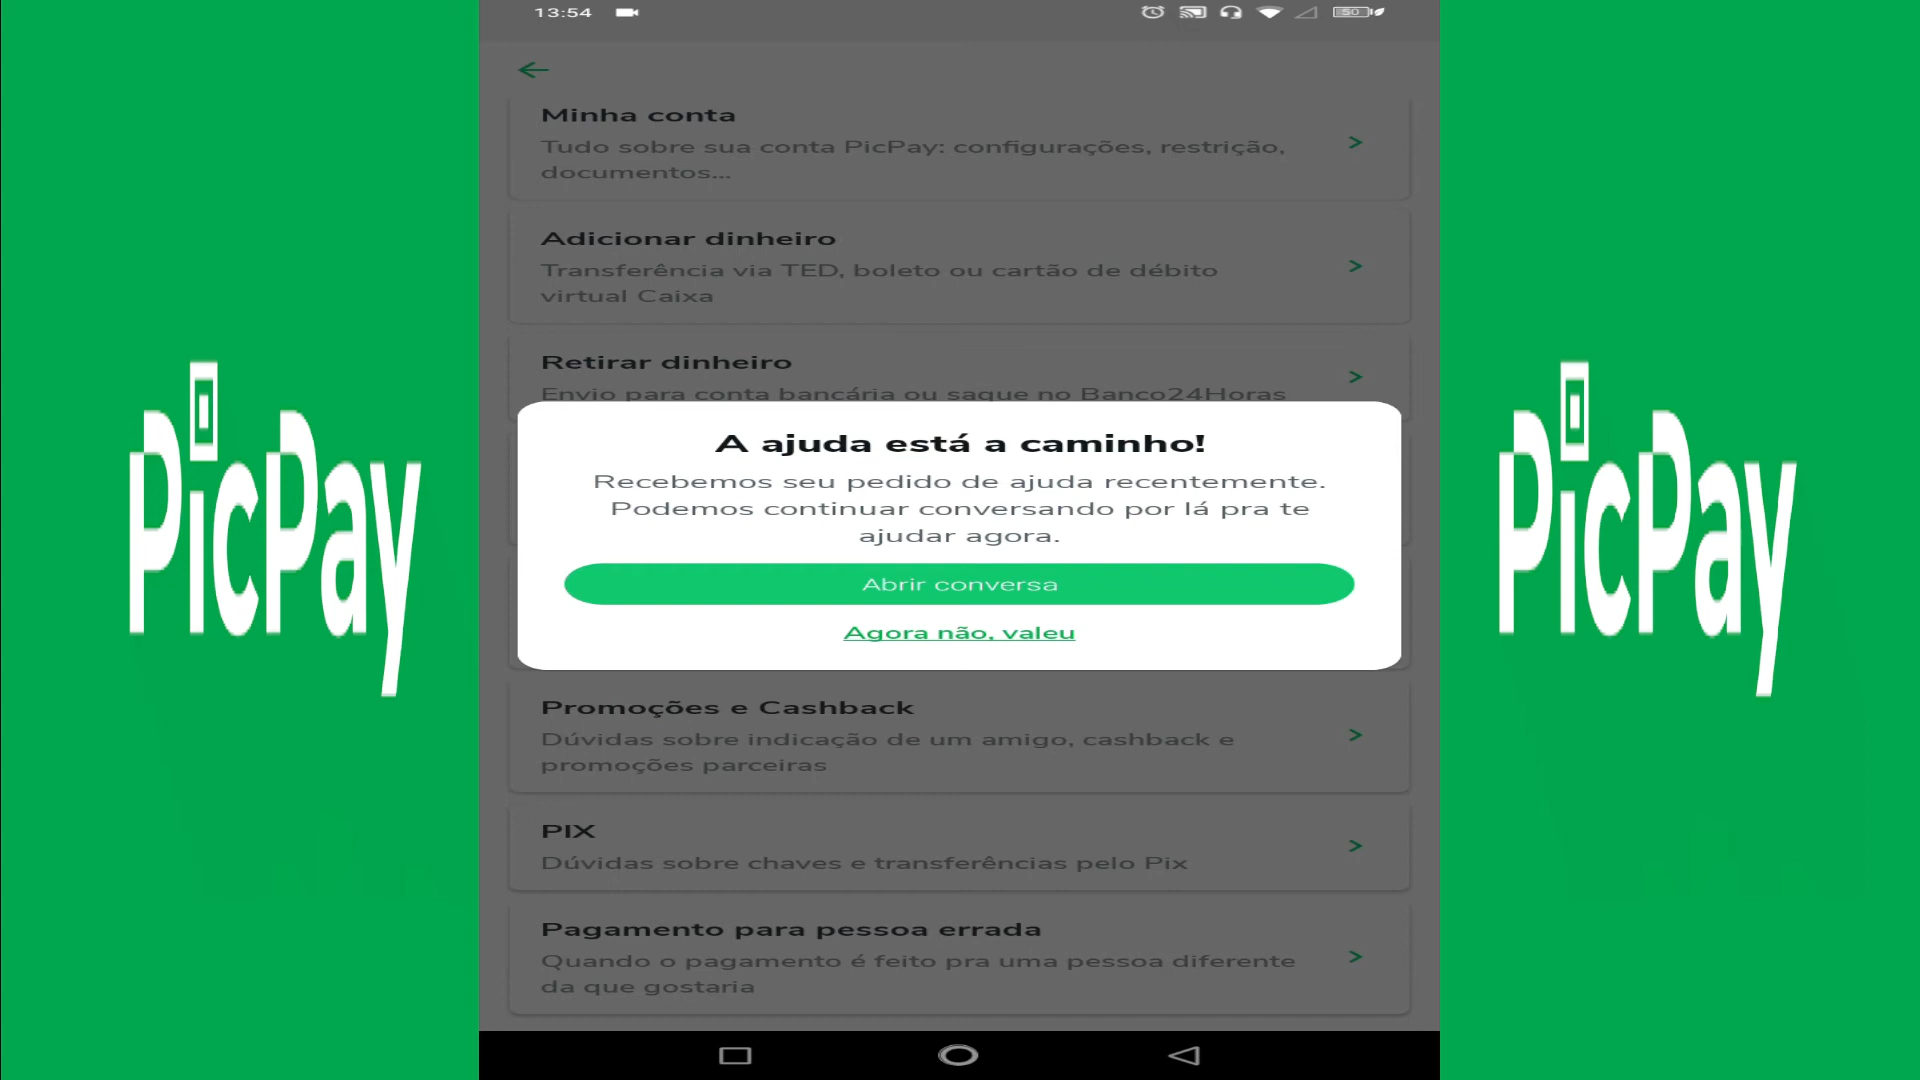 13:54
50
Minha conta
Tudo sobre sua conta PicPay: configurações, restrição,
documentos...
Adicionar dinheiro
Transferência via TED, boleto ou cartão de débito
virtual Caixa
Retirar dinheiro
Envio para conta bancária ou saque no Banco24Horas
A ajuda está a caminho!
Recebemos seu pedido de ajuda recentemente.
Podemos continuar conversando por lá pra te
ajudar agora.
Abrir conversa
Agora não, valeu
Promoções e Cashback
Dúvidas sobre indicação de um amigo, cashback e
promoções parceiras
PIX
Dúvidas sobre chaves e transferências pelo Pix
Pagamento para pessoa errada
Quando o pagamento é feito pra uma pessoa diferente
da que gostaria
PicPay
PicPay